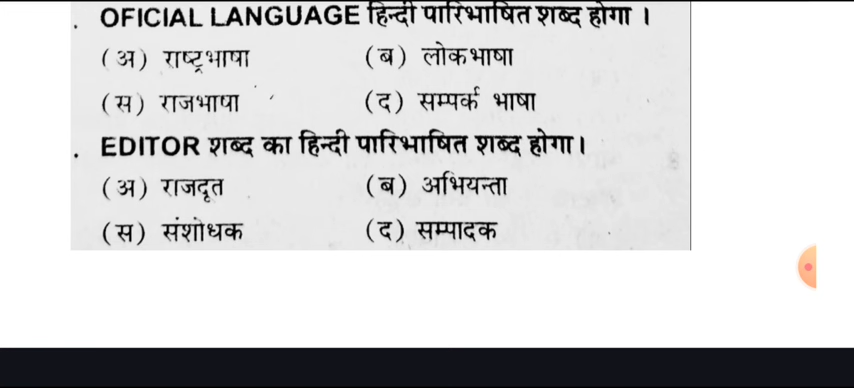 . OFICIAL LANGUAGE हिन्दी पारिभाषित शब्द होगा ।
(अ) राष्ट्रभाषा (ब) लोकभाषा
(स) राजभाषा (द) सम्पर्क भाषा
. EDITOR शब्द का हिन्दी पारिभाषित शब्द होगा।
(अ) राजदूत (ब) अभियन्ता
(स) संशोधक (द) सम्पादक